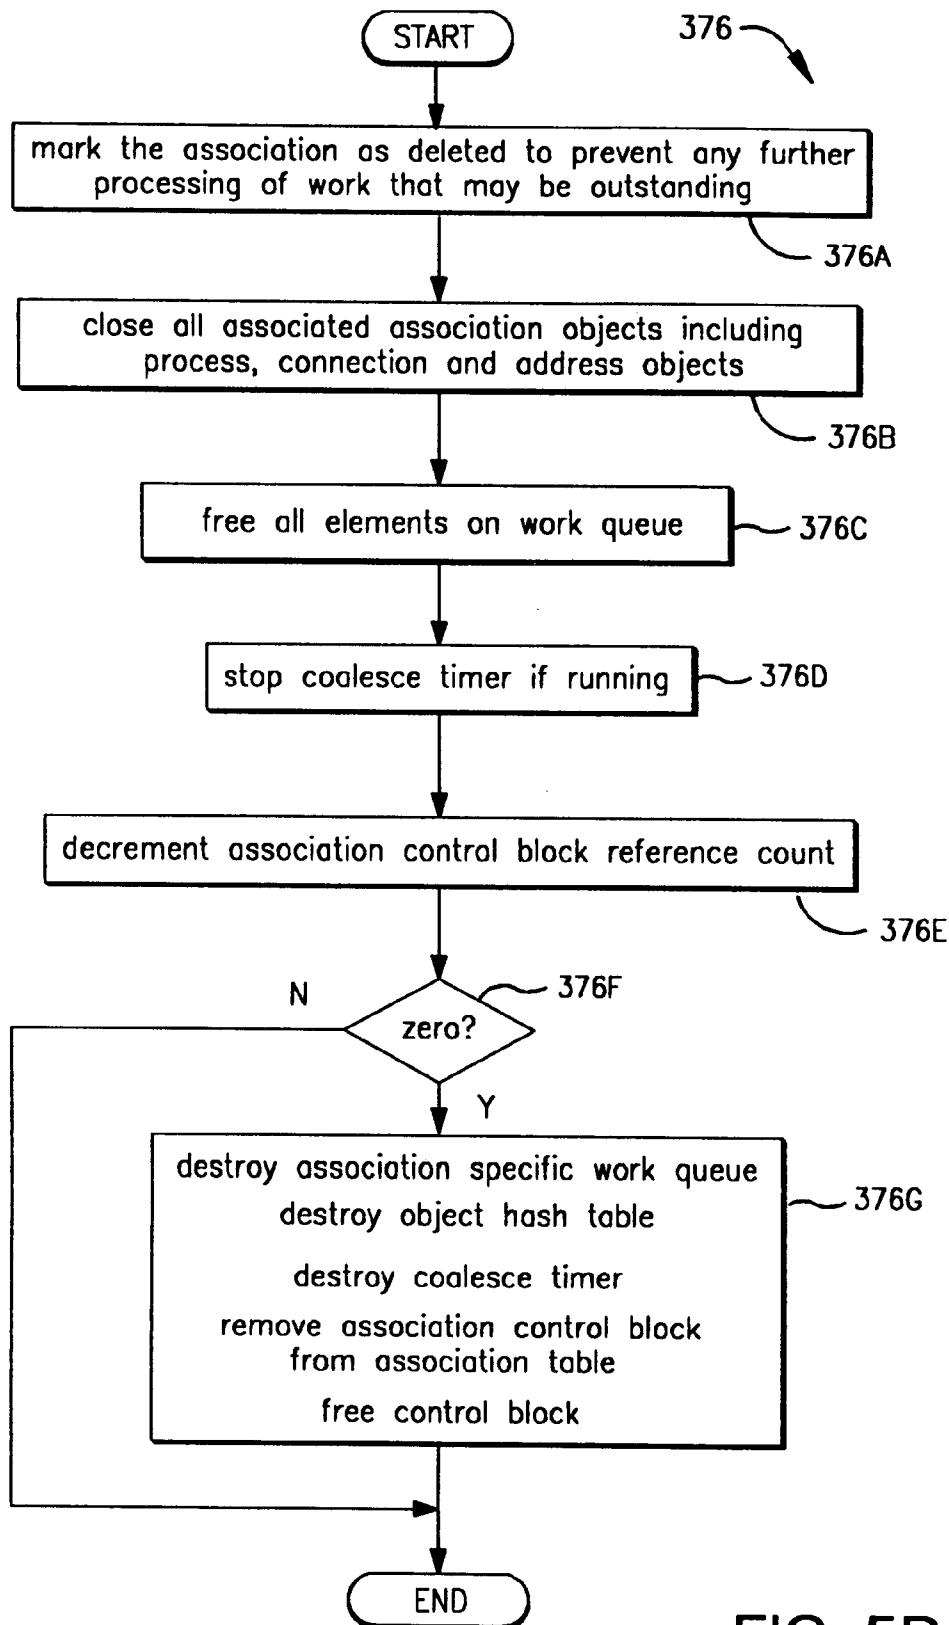 START
376
mark the association as deleted to prevent any further
processing of work that may be outstanding
376A
close all associated association objects including
process, connection and address objects
376B
free all elements on work queue
376C
stop coalesce timer if running
376D
decrement association control block reference count
376E
376F
N
zero?
Y
destroy association specific work queue
destroy object hash table
376G
destroy coalesce timer
remove association control block
from association table
free control block
END